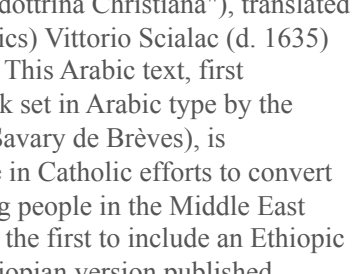 dottrina Christiana"), translated
ics) Vittorio Scialac (d. 1635)
This Arabic text, first
k set in Arabic type by the
Savary de Brèves), is
e in Catholic efforts to convert
g people in the Middle East
the first to include an Ethiopic
iopian version published